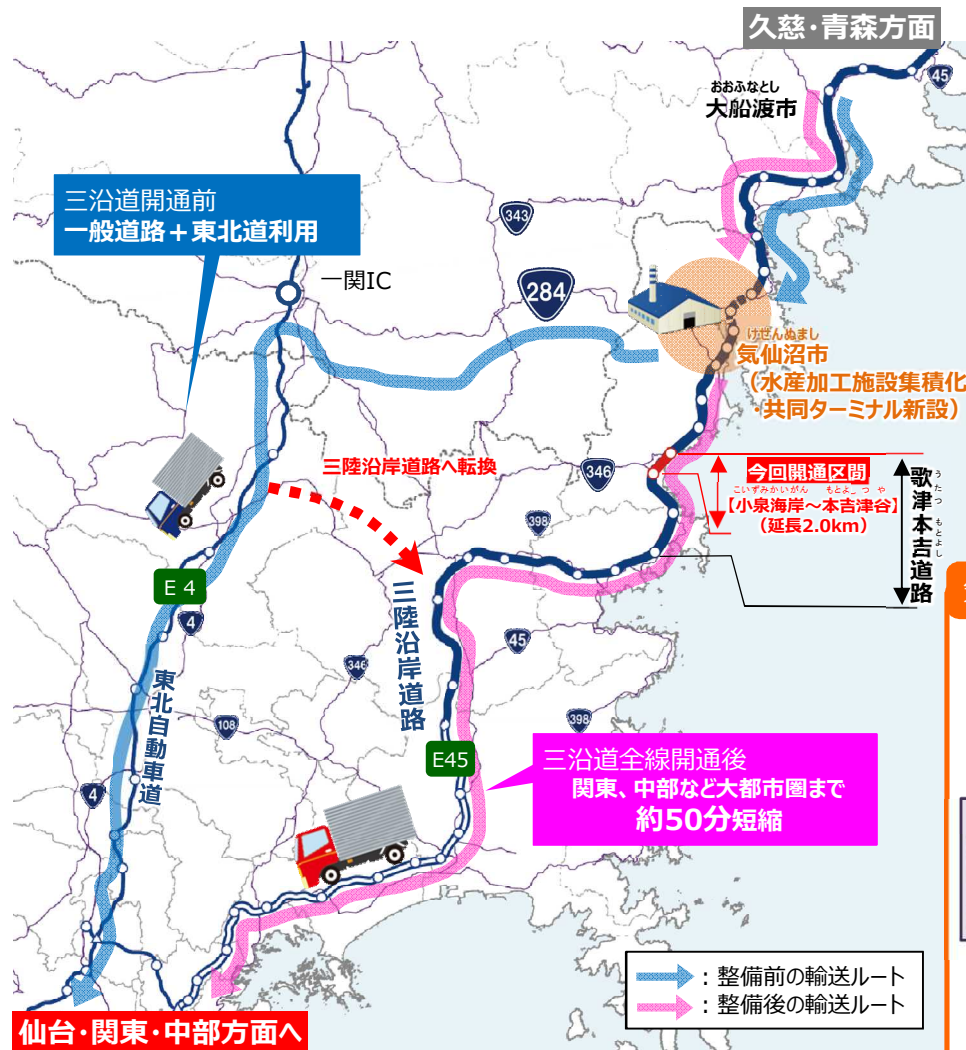 久慈・青森方面
45
おおふなとし
大船渡市
三沿道開通前
一般道路＋東北道利用
343
一関IC
284
けせんぬまし
気仙沼市
（水産加工施設集積化
・共同ターミナル新設）
三陸沿岸道路へ転換
346
今回開通区間
こいずみかいがん もとよしつや
【小泉海岸～本吉津谷】
（延長2.0km）
うたつ もとよし
歌津本吉道路
398
E 4
4
三陸沿岸道路
45
346
東北自動車道
108
398
E45
三沿道全線開通後
関東、中部など大都市圏まで
約50分短縮
4
：整備前の輸送ルート
：整備後の輸送ルート
仙台・関東・中部方面へ